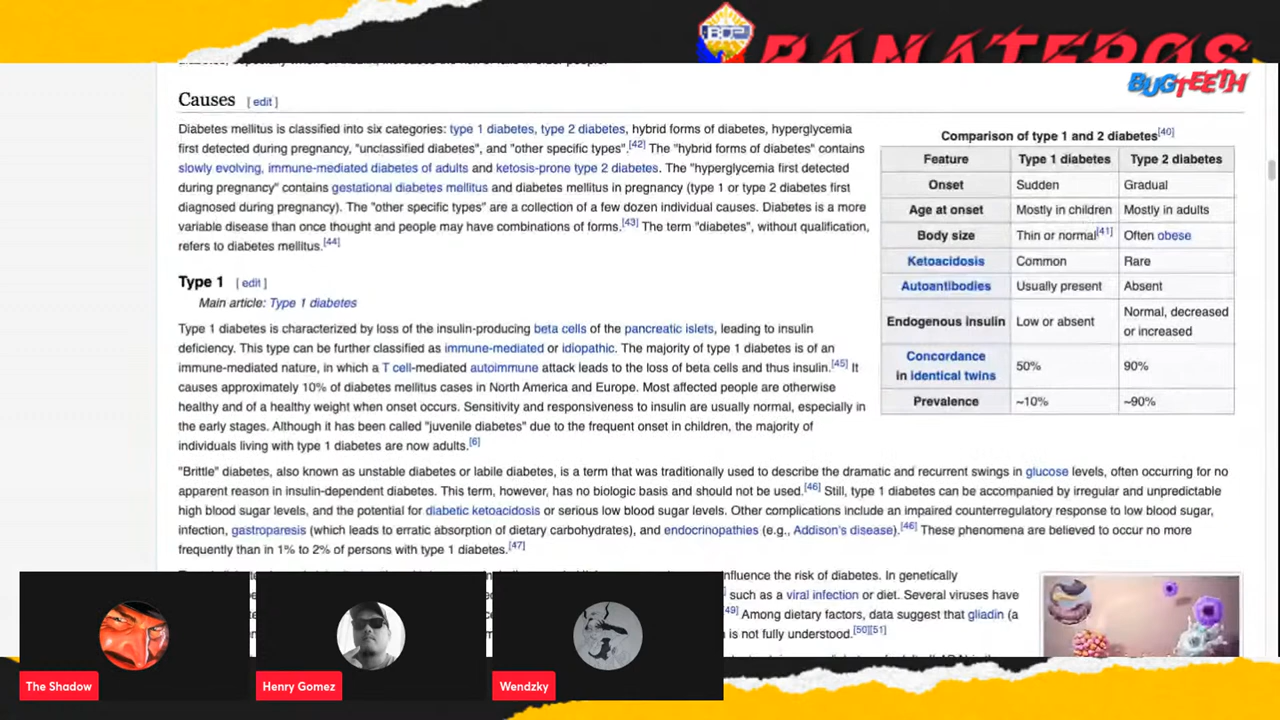 BANATEROS
BUGTEETH
Causes [ edit ]
Diabetes mellitus is classified into six categories: type 1 diabetes, type 2 diabetes, hybrid forms of diabetes, hyperglycemia
first detected during pregnancy, "unclassified diabetes", and "other specific types".[42] The "hybrid forms of diabetes" contains
slowly evolving, immune-mediated diabetes of adults and ketosis-prone type 2 diabetes. The "hyperglycemia first detected
during pregnancy" contains gestational diabetes mellitus and diabetes mellitus in pregnancy (type 1 or type 2 diabetes first
diagnosed during pregnancy). The "other specific types" are a collection of a few dozen individual causes. Diabetes is a more
variable disease than once thought and people may have combinations of forms.[43] The term "diabetes", without qualification,
refers to diabetes mellitus.[44]
Comparison of type 1 and 2 diabetes[40]
Feature Type 1 diabetes Type 2 diabetes
Onset Sudden Gradual
Age at onset Mostly in children Mostly in adults
Body size Thin or normal[41] Often obese
Ketoacidosis Common Rare
Autoantibodies Usually present Absent
Endogenous insulin Low or absent Normal, decreased
or increased
Concordance
in identical twins 50% 90%
Prevalence ~10% ~90%
Type 1 [ edit ]
Main article: Type 1 diabetes
Type 1 diabetes is characterized by loss of the insulin-producing beta cells of the pancreatic islets, leading to insulin
deficiency. This type can be further classified as immune-mediated or idiopathic. The majority of type 1 diabetes is of an
immune-mediated nature, in which a T cell-mediated autoimmune attack leads to the loss of beta cells and thus insulin.[45] It
causes approximately 10% of diabetes mellitus cases in North America and Europe. Most affected people are otherwise
healthy and of a healthy weight when onset occurs. Sensitivity and responsiveness to insulin are usually normal, especially in
the early stages. Although it has been called "juvenile diabetes" due to the frequent onset in children, the majority of
individuals living with type 1 diabetes are now adults.[6]
"Brittle" diabetes, also known as unstable diabetes or labile diabetes, is a term that was traditionally used to describe the dramatic and recurrent swings in glucose levels, often occurring for no
apparent reason in insulin-dependent diabetes. This term, however, has no biologic basis and should not be used.[46] Still, type 1 diabetes can be accompanied by irregular and unpredictable
high blood sugar levels, and the potential for diabetic ketoacidosis or serious low blood sugar levels. Other complications include an impaired counterregulatory response to low blood sugar,
infection, gastroparesis (which leads to erratic absorption of dietary carbohydrates), and endocrinopathies (e.g., Addison's disease).[46] These phenomena are believed to occur no more
frequently than in 1% to 2% of persons with type 1 diabetes.[47]
influence the risk of diabetes. In genetically
such as a viral infection or diet. Several viruses have
[49] Among dietary factors, data suggest that gliadin (a
is not fully understood.[50][51]
The Shadow
Henry Gomez
Wendzky